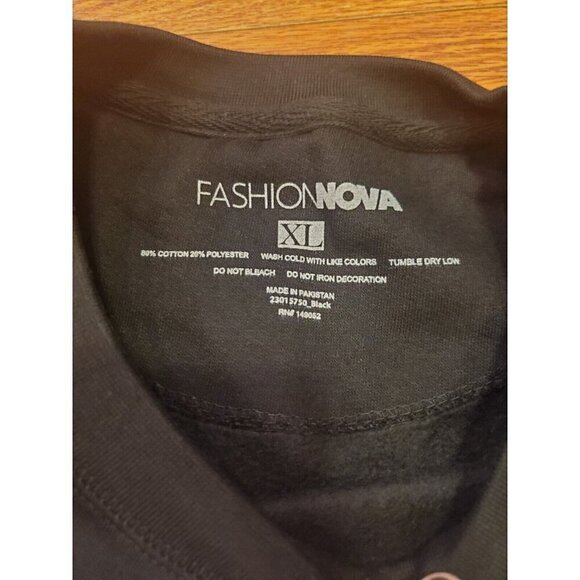 FASHIONNOVA
XL
80% COTTON 20% POLYESTER WASH COLD WITH LIKE COLORS TUMBLE DRY LOW
DO NOT BLEACH DO NOT IRON DECORATION
MADE IN PAKISTAN
23015750_Black
RN# 149052